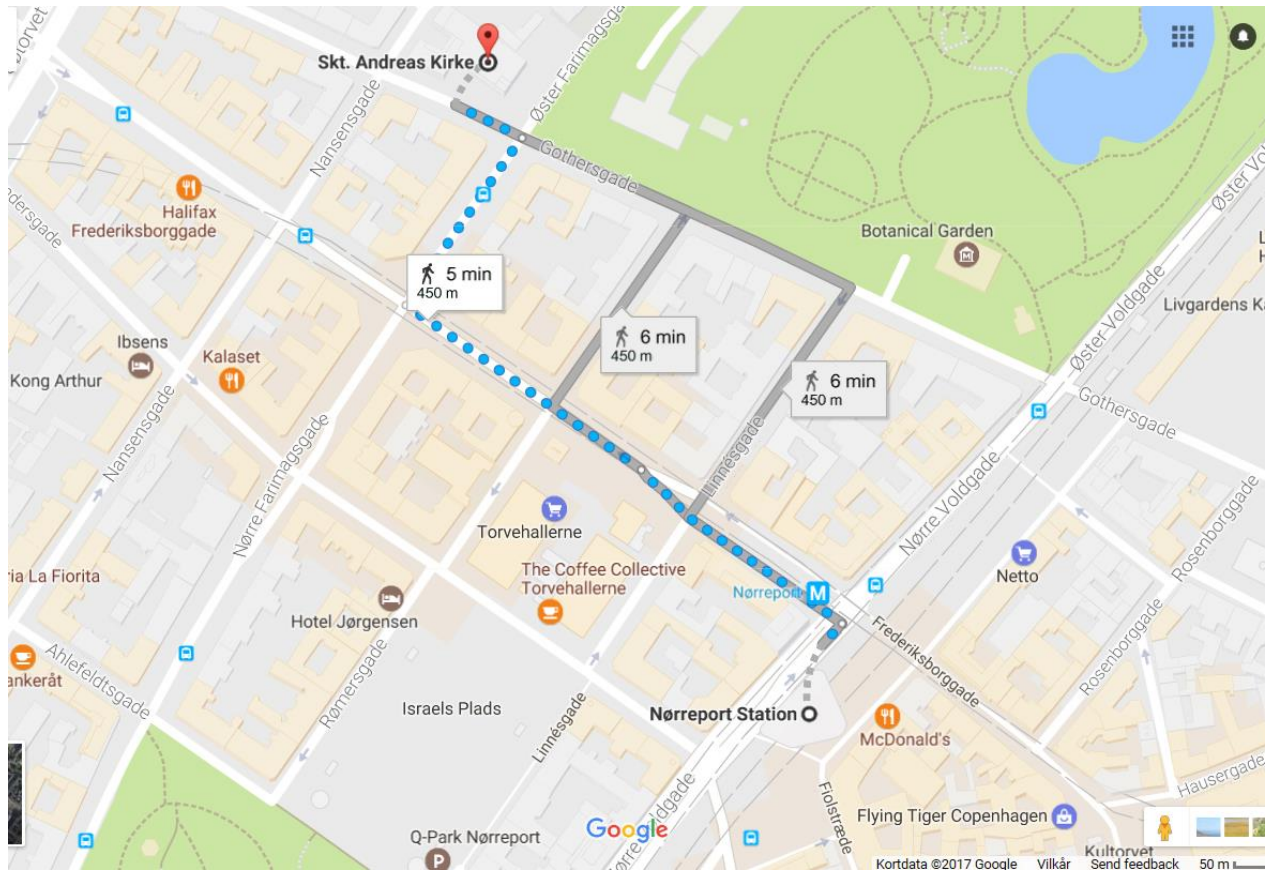 Skt. Andreas Kirke
Nansensgade
Gothersgade
Halifax
Frederiksborggade
5 min
450 m
6 min
450 m
6 min
450 m
Botanical Garden
Øster Voldgade
Livgardens
Ibsens
Kong Arthur
Kalaset
Nansensgade
Nørre Farimagsgade
Gothersgade
Linnésgade
Nørre Voldgade
Rosenborggade
Torvehallerne
The Coffee Collective
Torvehallerne
Nørreport
M
Netto
ria La Fiorita
Hotel Jørgensen
Frederiksborggade
Rosenborggade
Ahlefeldtsgade
Rømersgade
Israels Plads
Linnésgade
Nørreport Station
McDonald's
Hausergade
Fiolstræde
Flying Tiger Copenhagen
Q-Park Nørreport
P
Google
Kultorvet
Kortdata ©2017 Google Vilkår Send feedback 50 m